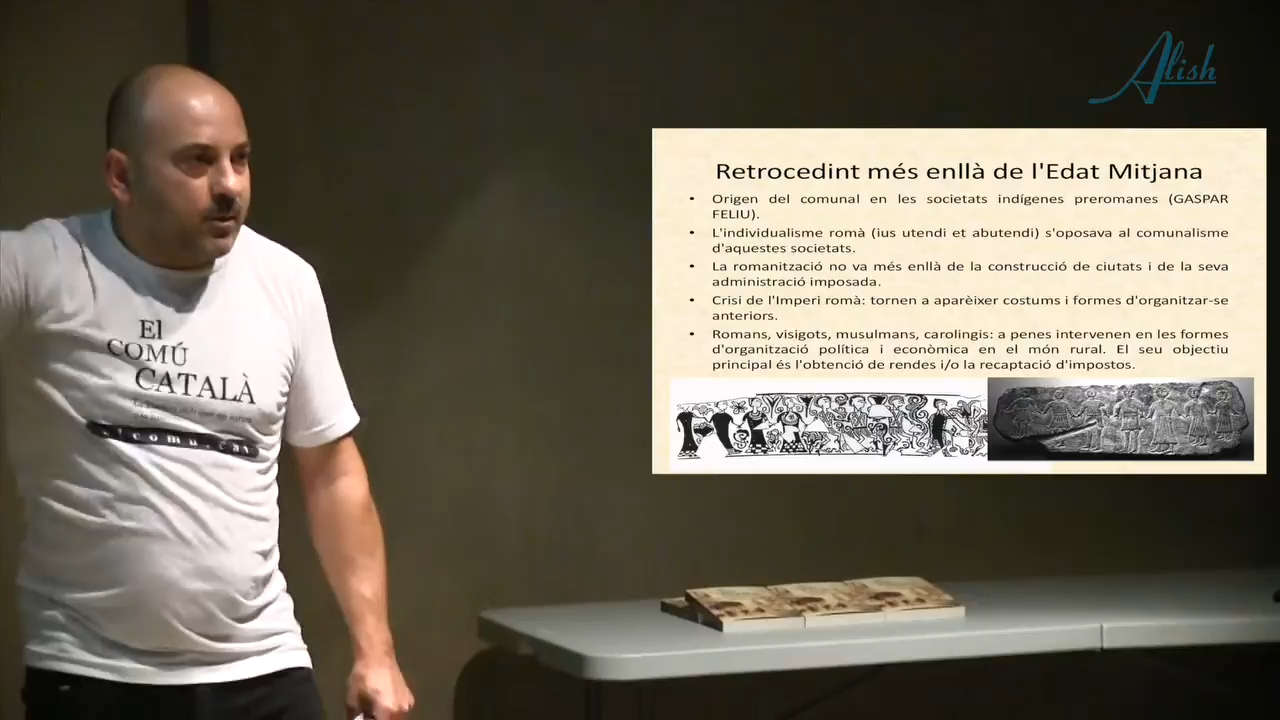 Alish
Retrocedint més enllà de l'Edat Mitjana
• Origen del comunal en les societats indígenes preromanes (GASPAR
FELIU).
• L'individualisme romà (ius utendi et abutendi) s'oposava al comunalisme
d'aquestes societats.
• La romanització no va més enllà de la construcció de ciutats i de la seva
administració imposada.
• Crisi de l'Imperi romà: tornen a aparèixer costums i formes d'organitzar-se
anteriors.
• Romans, visigots, musulmans, carolingis: a penes intervenen en les formes
d'organització política i econòmica en el món rural. El seu objectiu
principal és l'obtenció de rendes i/o la recaptació d'impostos.
El
COMÚ
CATALÀ